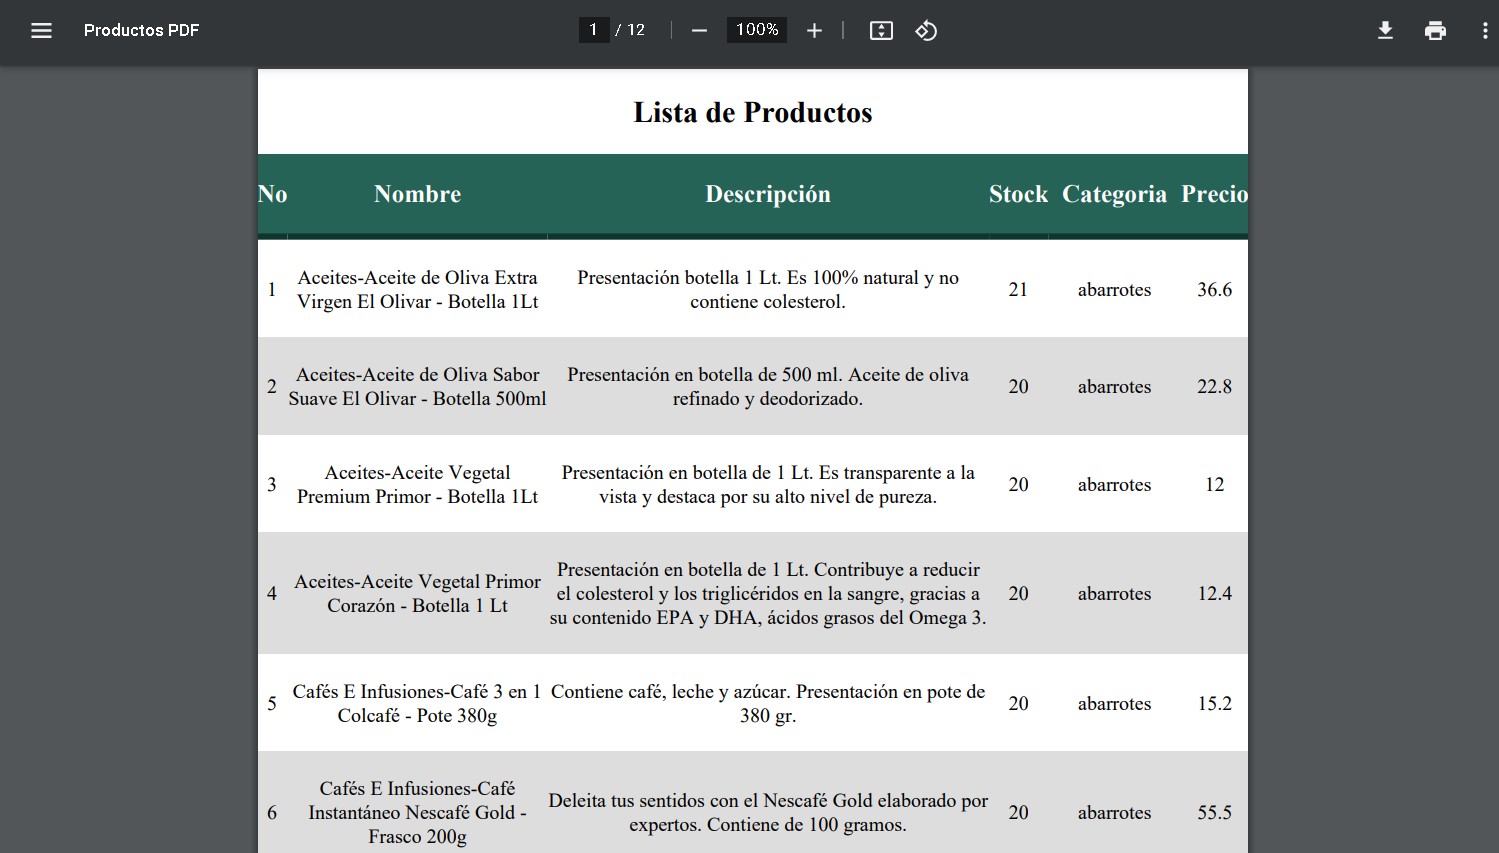 Productos PDF
1 / 12
100%
Lista de Productos
No Nombre Descripción Stock Categoria Precio
1 Aceites-Aceite de Oliva Extra Virgen El Olivar - Botella 1Lt Presentación botella 1 Lt. Es 100% natural y no contiene colesterol. 21 abarrotes 36.6
2 Aceites-Aceite de Oliva Sabor Suave El Olivar - Botella 500ml Presentación en botella de 500 ml. Aceite de oliva refinado y deodorizado. 20 abarrotes 22.8
3 Aceites-Aceite Vegetal Premium Primor - Botella 1Lt Presentación en botella de 1 Lt. Es transparente a la vista y destaca por su alto nivel de pureza. 20 abarrotes 12
4 Aceites-Aceite Vegetal Primor Corazón - Botella 1 Lt Presentación en botella de 1 Lt. Contribuye a reducir el colesterol y los triglicéridos en la sangre, gracias a su contenido EPA y DHA, ácidos grasos del Omega 3. 20 abarrotes 12.4
5 Cafés E Infusiones-Café 3 en 1 Colcafé - Pote 380g Contiene café, leche y azúcar. Presentación en pote de 380 gr. 20 abarrotes 15.2
6 Cafés E Infusiones-Café Instantáneo Nescafé Gold - Frasco 200g Deleita tus sentidos con el Nescafé Gold elaborado por expertos. Contiene de 100 gramos. 20 abarrotes 55.5